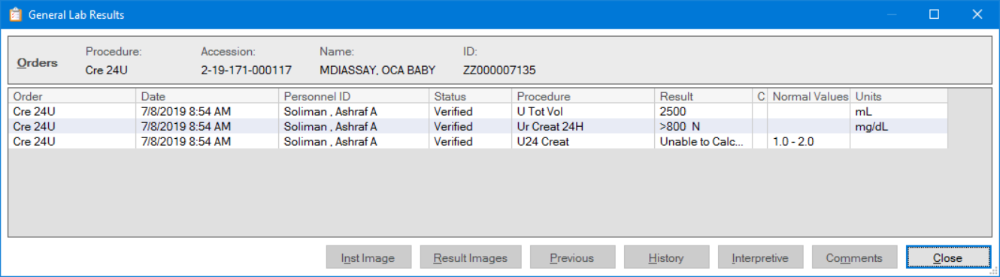 General Lab Results
Orders Procedure: Accession: Name: ID:
Cre 24U 2-19-171-000117 MDIASSAY, OCA BABY ZZ000007135
Order Date Personnel ID Status Procedure Result C Normal Values Units
Cre 24U 7/8/2019 8:54 AM Soliman , Ashraf A Verified U Tot Vol 2500 mL
Cre 24U 7/8/2019 8:54 AM Soliman , Ashraf A Verified Ur Creat 24H >800 N mg/dL
Cre 24U 7/8/2019 8:54 AM Soliman , Ashraf A Verified U24 Creat Unable to Calc... 1.0 - 2.0
Inst Image Result Images Previous History Interpretive Comments Close